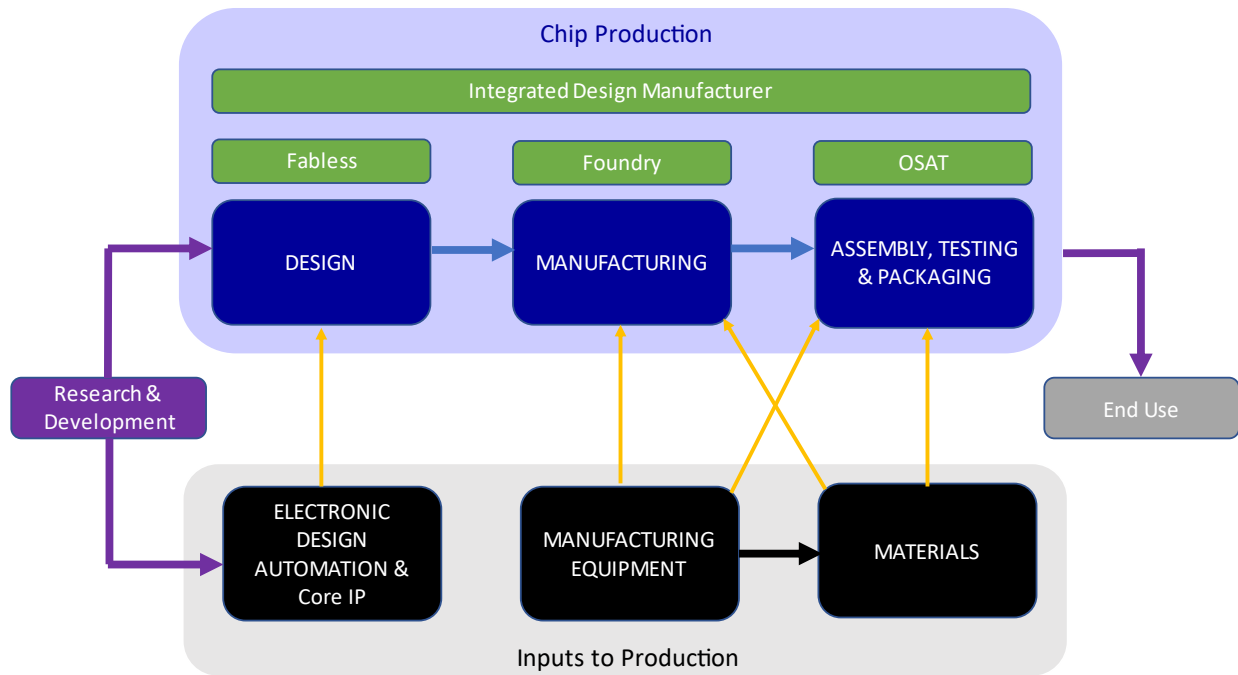 Chip Production
Integrated Design Manufacturer
Fabless
Foundry
OSAT
DESIGN
MANUFACTURING
ASSEMBLY, TESTING
& PACKAGING
Research &
Development
End Use
ELECTRONIC
DESIGN
AUTOMATION &
Core IP
MANUFACTURING
EQUIPMENT
MATERIALS
Inputs to Production